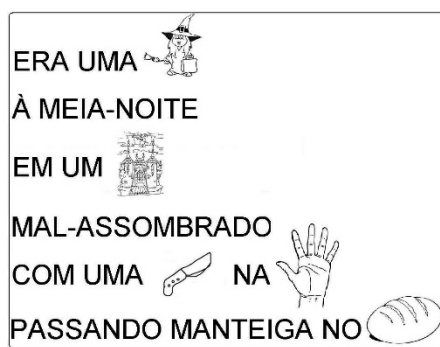 ERA UMA
À MEIA-NOITE
EM UM
MAL-ASSOMBRADO
COM UMA NA
PASSANDO MANTEIGA NO